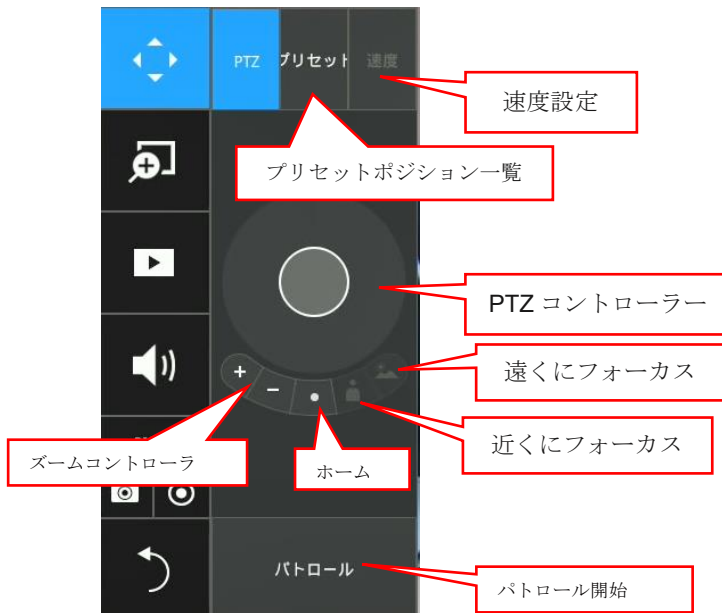 PTZ
プリセット
速度
速度設定
プリセットポジション一覧
PTZ コントローラー
遠くにフォーカス
近くにフォーカス
ズームコントローラ
ホーム
パトロール
パトロール開始